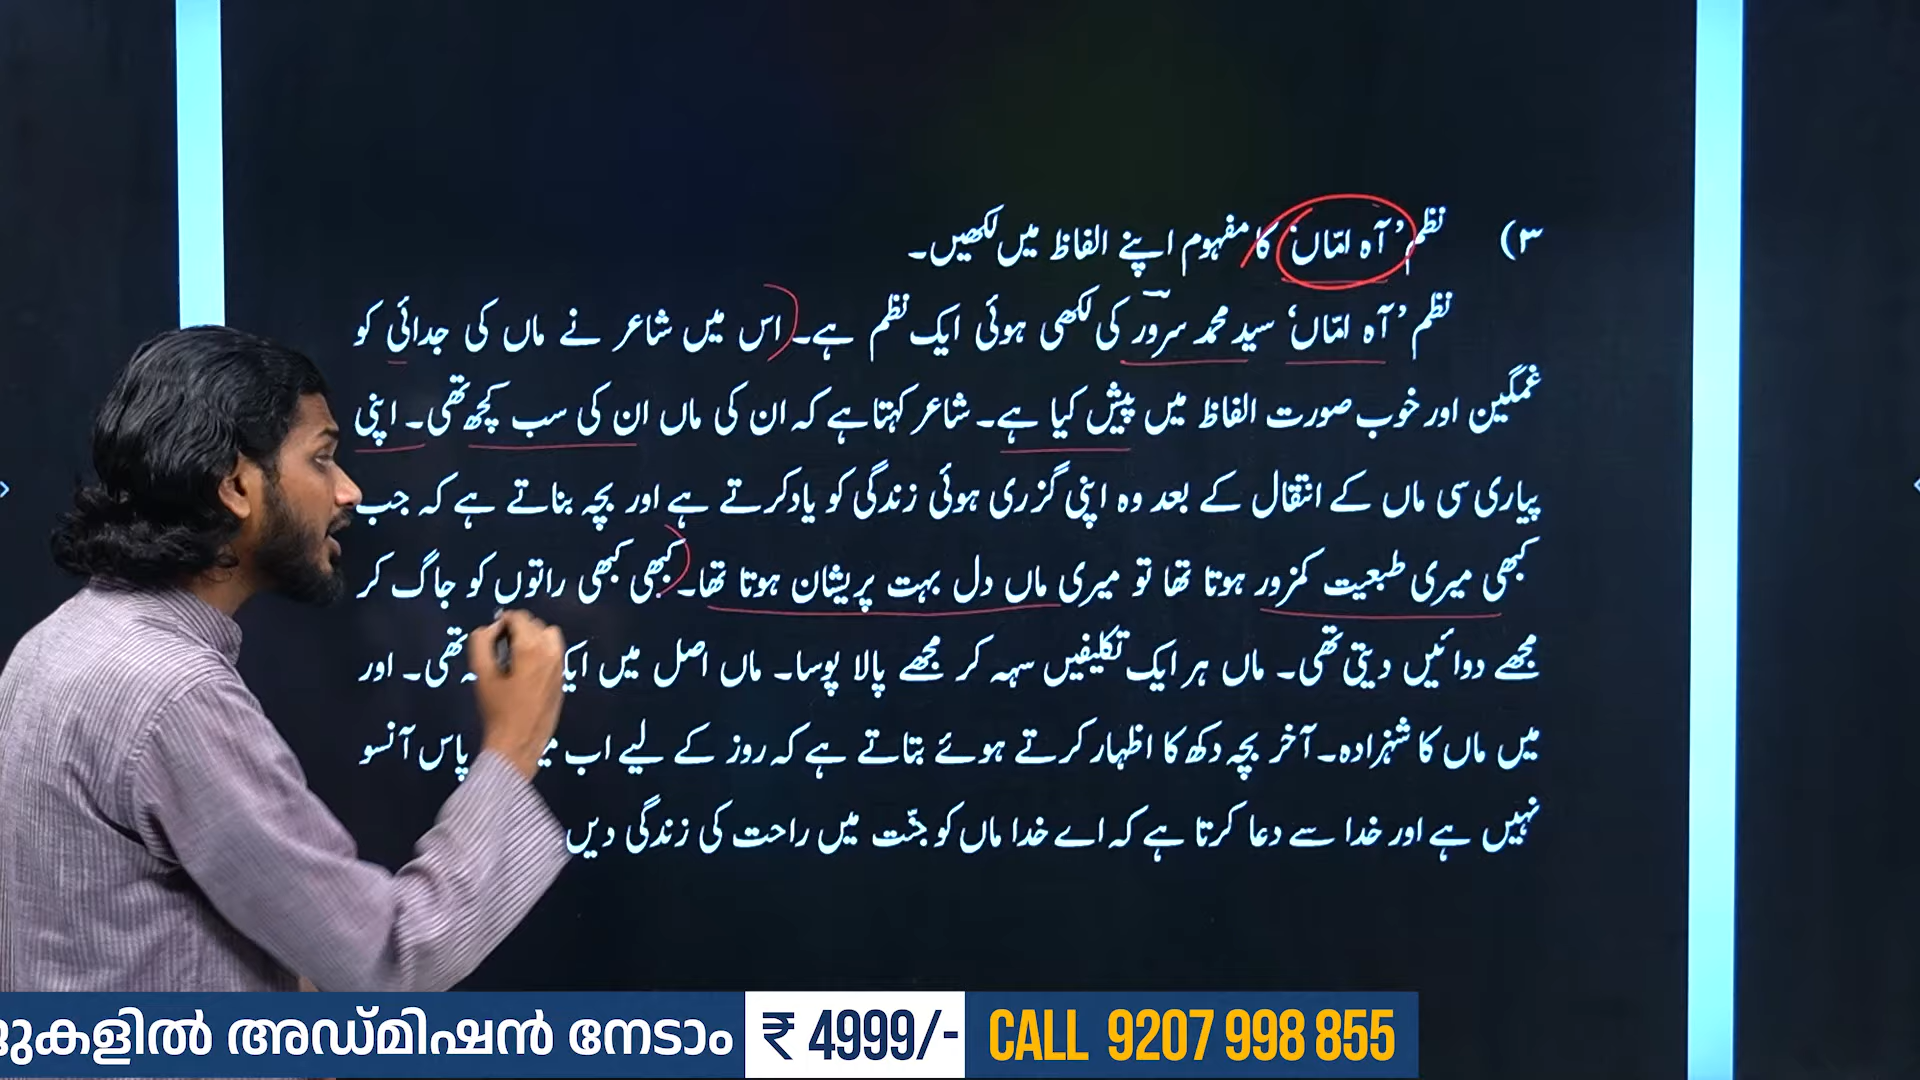 ۳) نظم ’آہ امّاں‘ کا مفہوم اپنے الفاظ میں لکھیں۔
نظم ’آہ امّاں‘ سید محمد سرور کی لکھی ہوئی ایک نظم ہے۔ اس میں شاعر نے ماں کی جدائی کو
غمگین اور خوب صورت الفاظ میں پیش کیا ہے۔ شاعر کہتا ہے کہ ان کی ماں ان کی سب کچھ تھی۔ اپنی
پیاری سی ماں کے انتقال کے بعد وہ اپنی گزری ہوئی زندگی کو یاد کرتے ہے اور بچہ بناتے ہے کہ جب
کبھی میری طبعیت کمزور ہوتا تھا تو میری ماں دل بہت پریشان ہوتا تھا۔ کبھی کبھی راتوں کو جاگ کر
مجھے دوائیں دیتی تھی۔ ماں ہر ایک تکلیفیں سہہ کر مجھے پالا پوسا۔ ماں اصل میں تھی۔ اور
میں ماں کا شہزادہ۔ آخر بچہ دکھ کا اظہار کرتے ہوئے بتاتے ہے کہ روز کے لیے اب پاس آنسو
نہیں ہے اور خدا سے دعا کرتا ہے کہ اے خدا ماں کو جنّت میں راحت کی زندگی دیں
അഡ്മിഷൻ നേടാം ₹ 4999/- CALL 9207 998 855